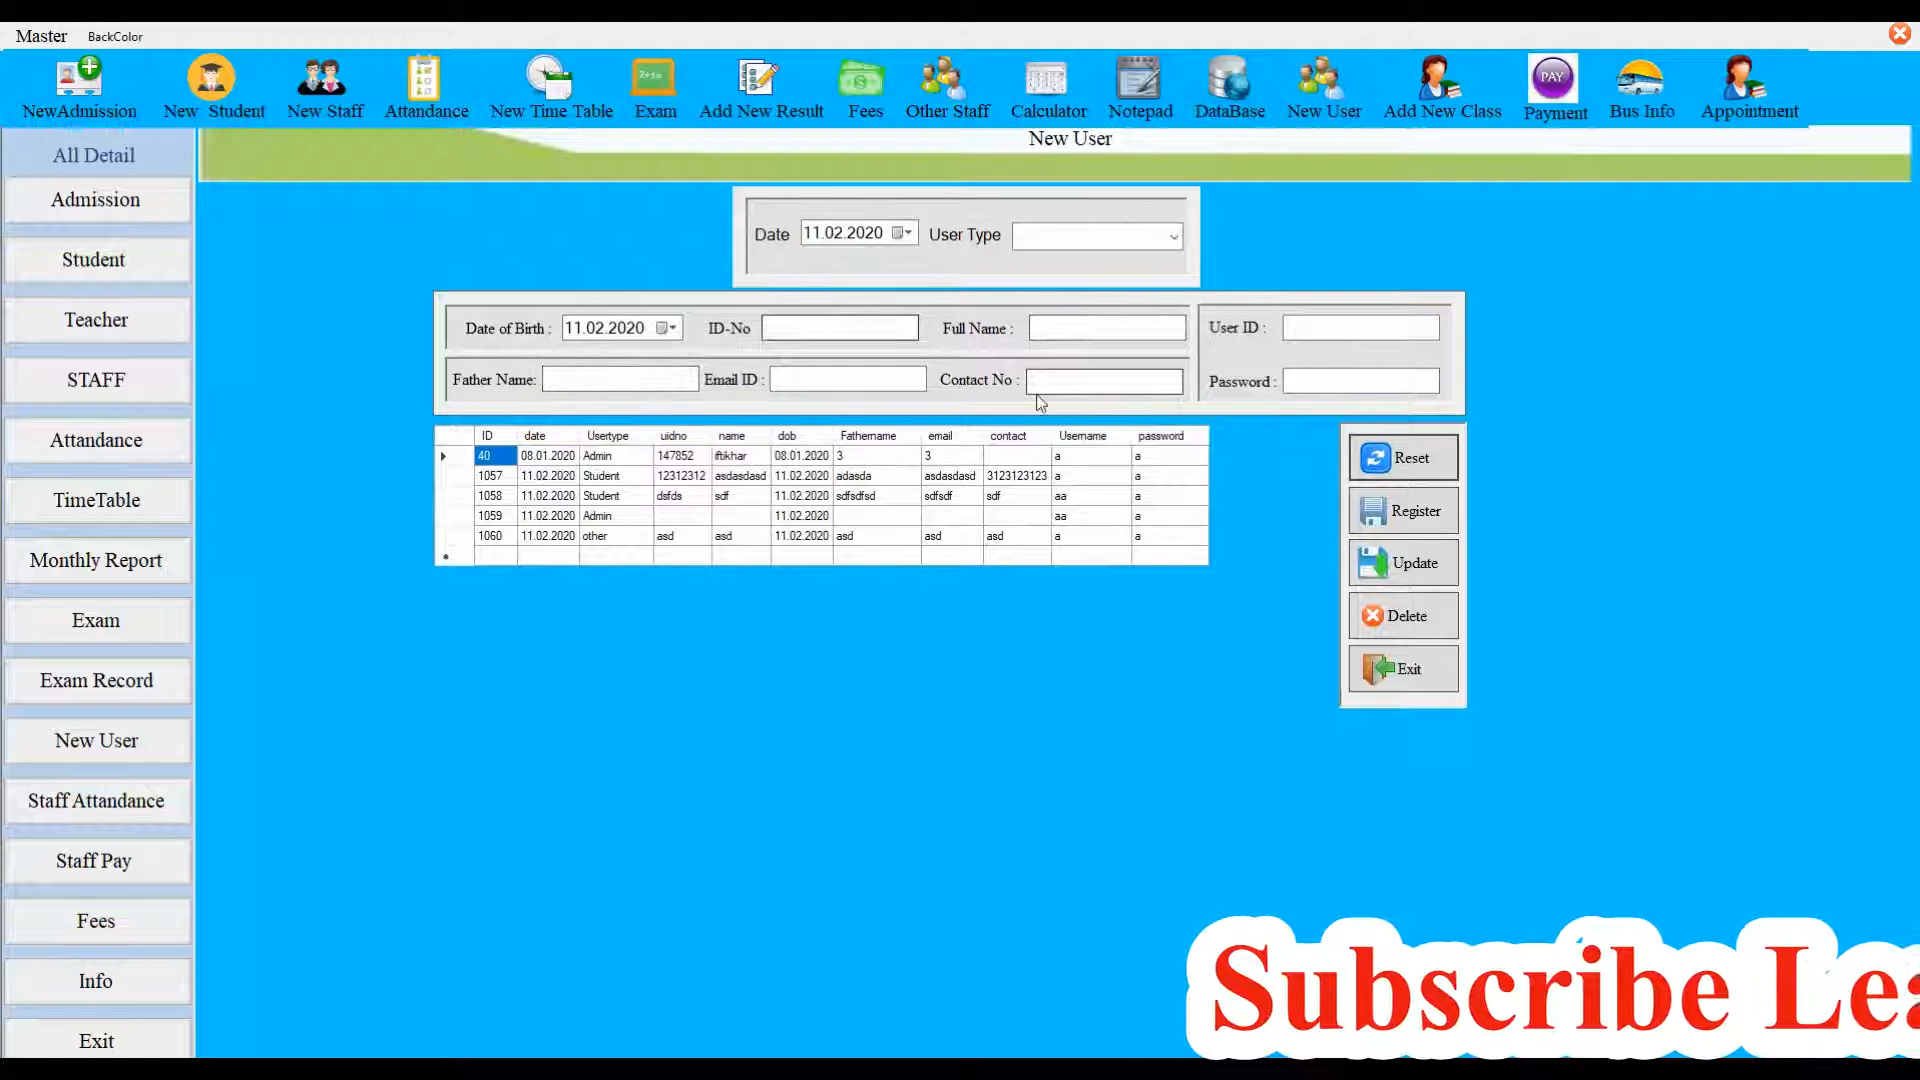 Master BackColor
NewAdmission New Student New Staff Attendance New Time Table Exam Add New Result Fees Other Staff Calculator Notepad DataBase New User Add New Class Payment Bus Info Appointment
PAY
2+1=
All Detail
Admission
Student
Teacher
STAFF
Attandance
TimeTable
Monthly Report
Exam
Exam Record
New User
Staff Attandance
Staff Pay
Fees
Info
Exit
New User
Date 11.02.2020 User Type
Date of Birth : 11.02.2020 ID-No Full Name : User ID :
Father Name: Email ID : Contact No : Password :
ID date Usertype uidno name dob Fathername email contact Username password
40 08.01.2020 Admin 147852 iftikhar 08.01.2020 3 3 a a
1057 11.02.2020 Student 12312312 asdasdasd 11.02.2020 adasda asdasdasd 3123123123 a a
1058 11.02.2020 Student dsfds sdf 11.02.2020 sdfsdfsd sdfsdf sdf aa a
1059 11.02.2020 Admin 11.02.2020 aa a
1060 11.02.2020 other asd asd 11.02.2020 asd asd asd a a
Reset
Register
Update
Delete
Exit
Subscribe Lea